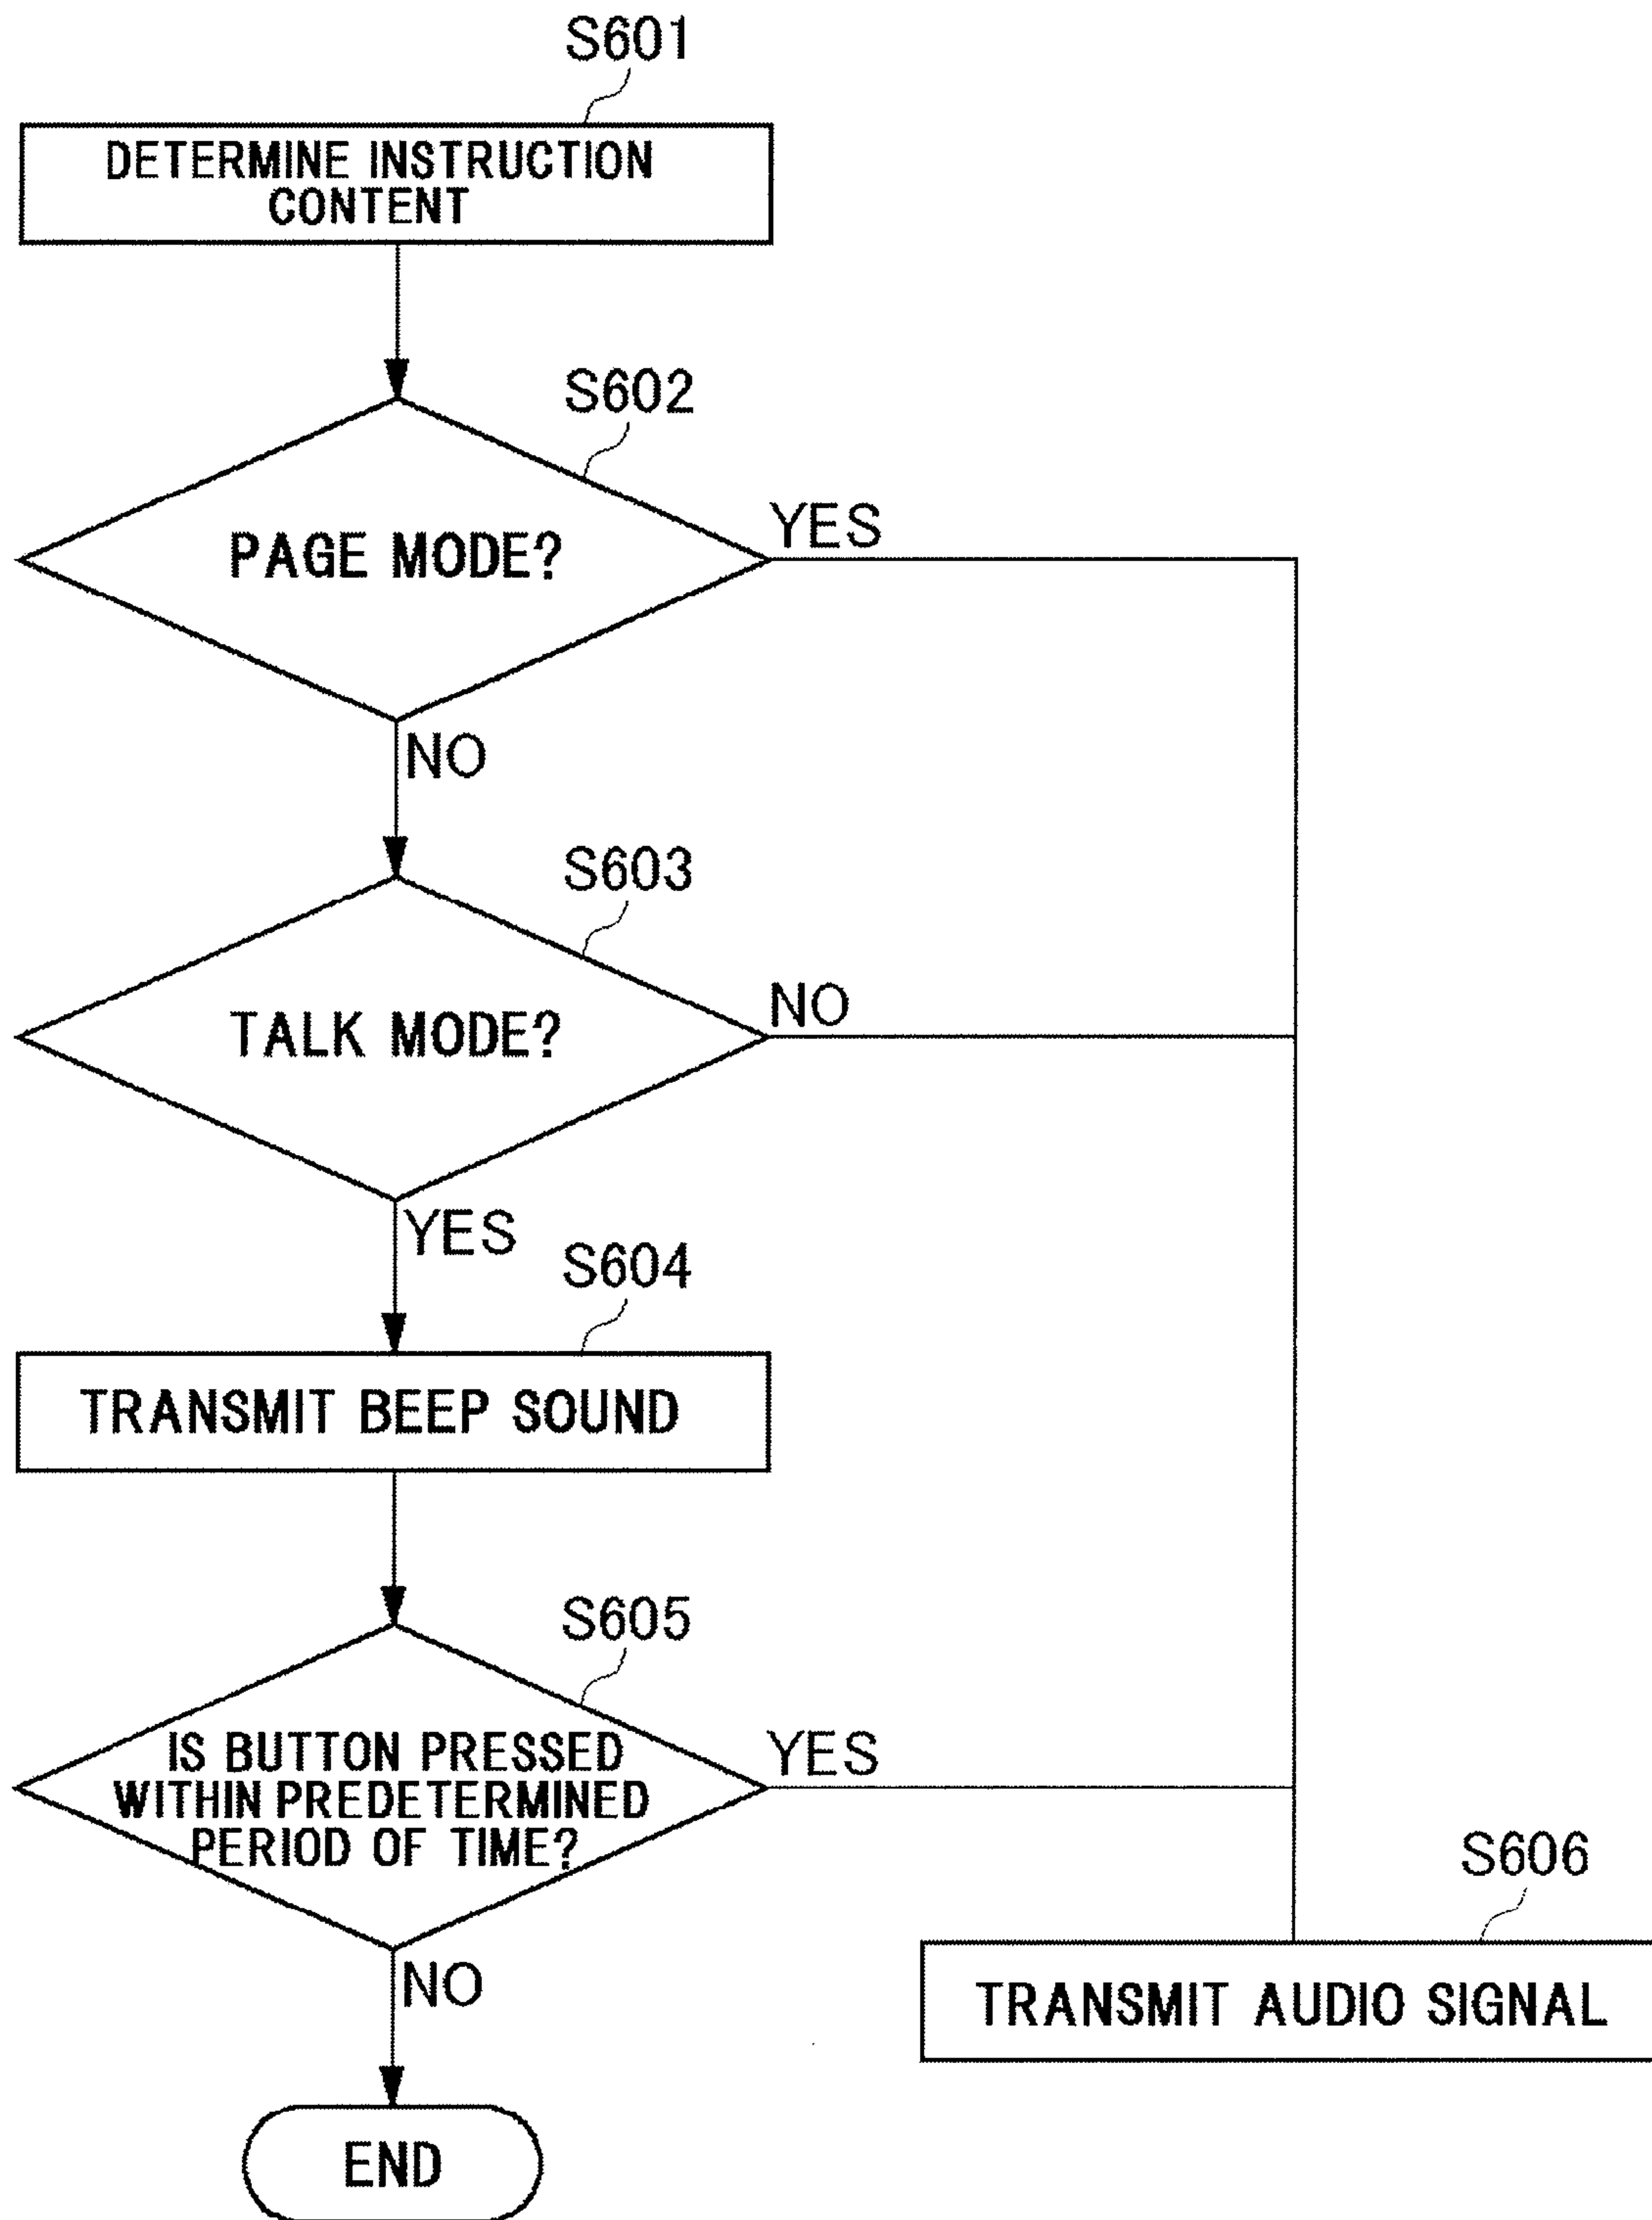 S601
DETERMINE INSTRUCTION
CONTENT
S602
PAGE MODE?
YES
NO
S603
TALK MODE?
NO
YES
S604
TRANSMIT BEEP SOUND
S605
IS BUTTON PRESSED
WITHIN PREDETERMINED
PERIOD OF TIME?
YES
NO
S606
TRANSMIT AUDIO SIGNAL
END